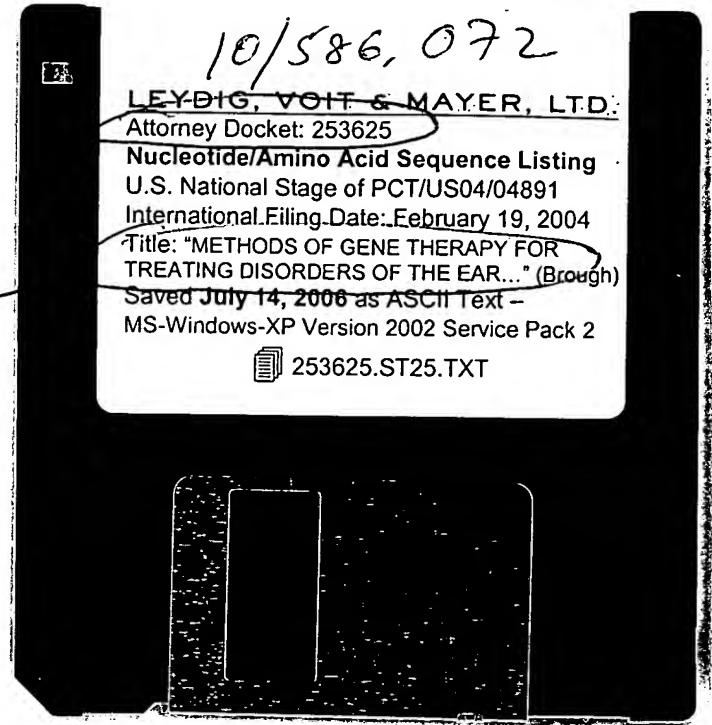 10/586, 072
LEYDIG, VOIT & MAYER, LTD.
Attorney Docket: 253625
Nucleotide/Amino Acid Sequence Listing
U.S. National Stage of PCT/US04/04891
International Filing Date: February 19, 2004
Title: "METHODS OF GENE THERAPY FOR
TREATING DISORDERS OF THE EAR..." (Brough)
Saved July 14, 2006 as ASCII Text –
MS-Windows-XP Version 2002 Service Pack 2
253625.ST25.TXT